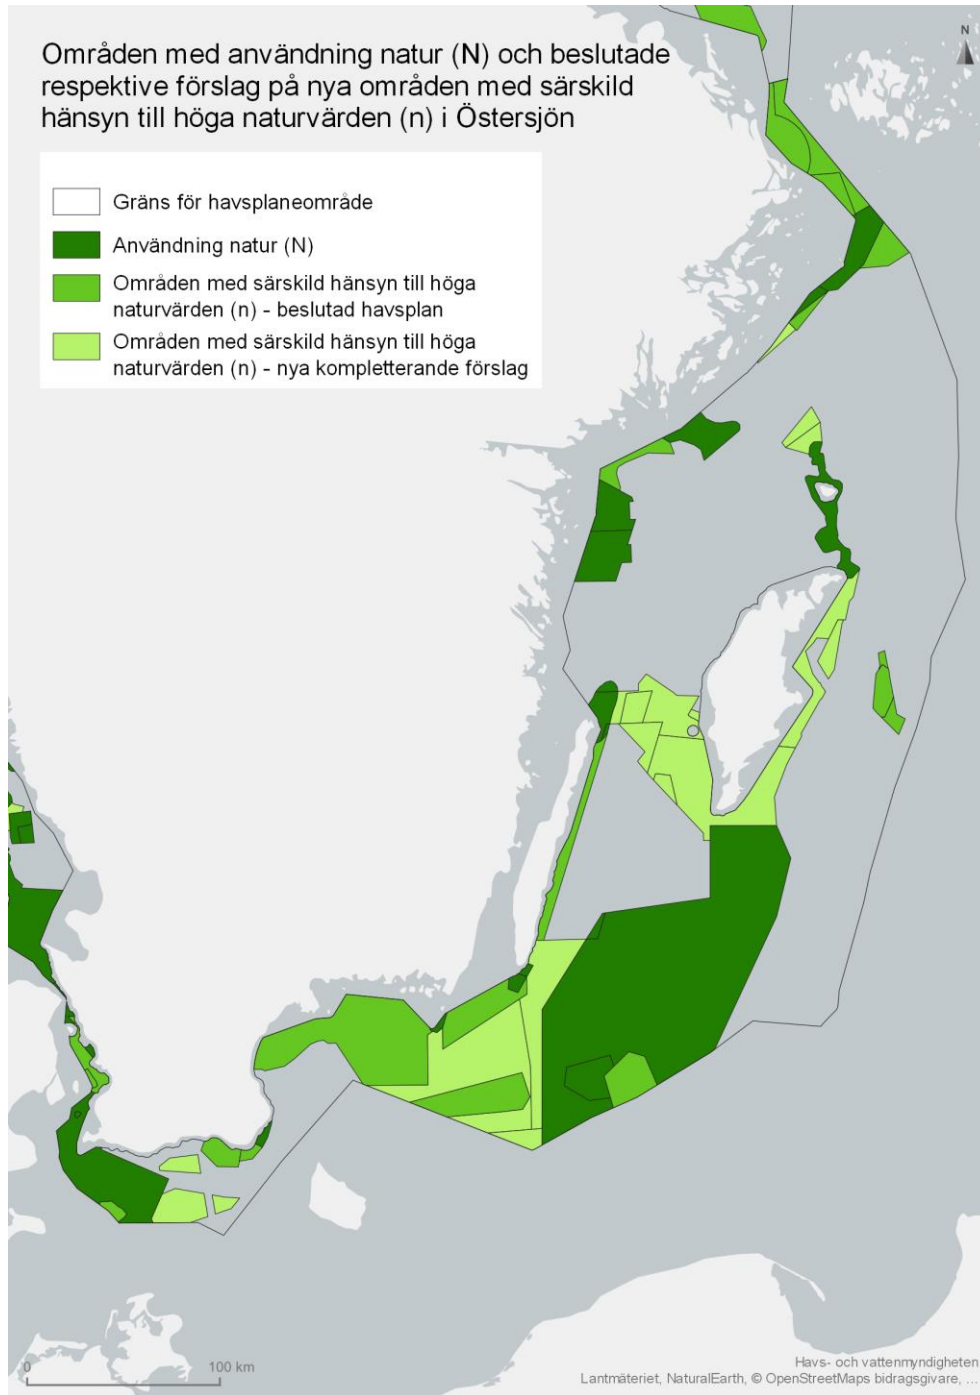 Områden med användning natur (N) och beslutade
respektive förslag på nya områden med särskild
hänsyn till höga naturvärden (n) i Östersjön
N
Gräns för havsplaneområde
Användning natur (N)
Områden med särskild hänsyn till höga
naturvärden (n) - beslutad havsplan
Områden med särskild hänsyn till höga
naturvärden (n) - nya kompletterande förslag
0 100 km
Havs- och vattenmyndigheten
Lantmäteriet, NaturalEarth, © OpenStreetMaps bidragsgivare, ...